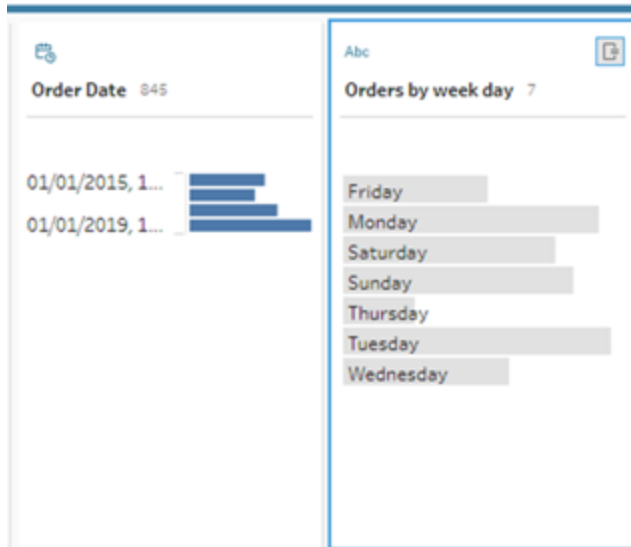 Order Date 845
01/01/2015, 1...
01/01/2019, 1...
Abc
Orders by week day 7
Friday
Monday
Saturday
Sunday
Thursday
Tuesday
Wednesday